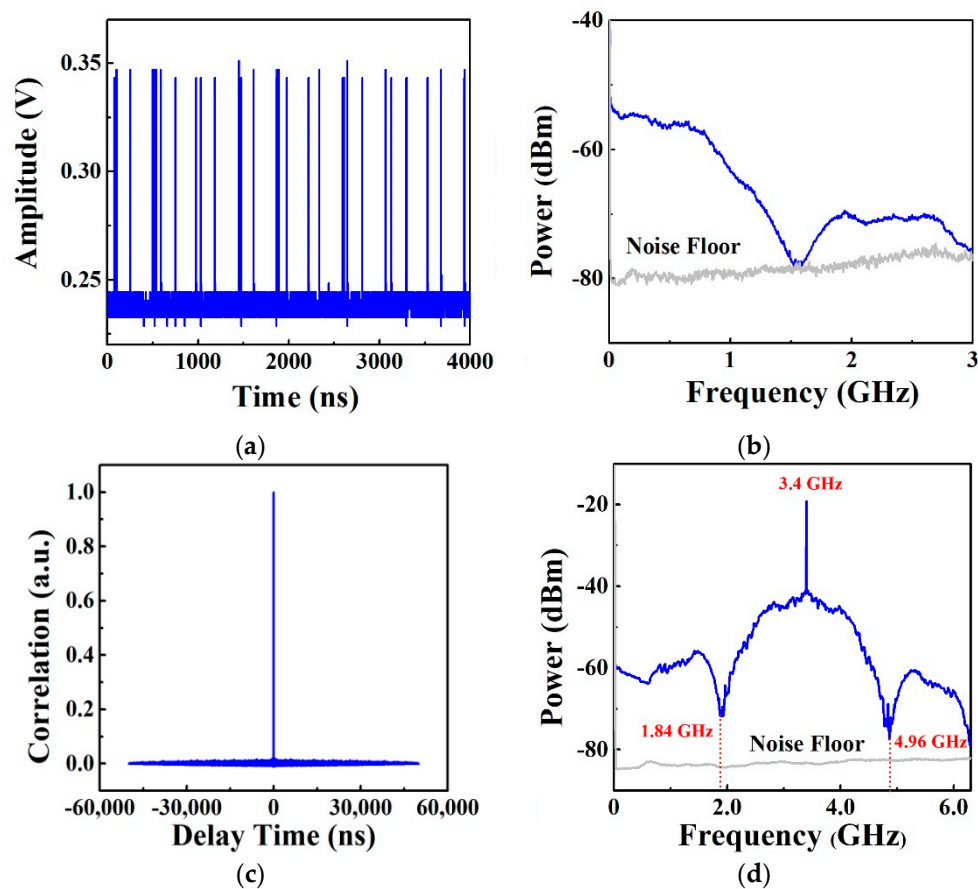 Amplitude (V)
0.35
0.30
0.25
0
1000
2000
3000
4000
Time (ns)
(a)
Power (dBm)
-40
-60
-80
Noise Floor
0
1
2
3
Frequency (GHz)
(b)
Correlation (a.u.)
1.0
0.8
0.6
0.4
0.2
0.0
-60,000
-30,000
0
30,000
60,000
Delay Time (ns)
(c)
Power (dBm)
-20
-40
-60
-80
3.4 GHz
1.84 GHz
Noise Floor
4.96 GHz
0
2.0
4.0
6.0
Frequency (GHz)
(d)